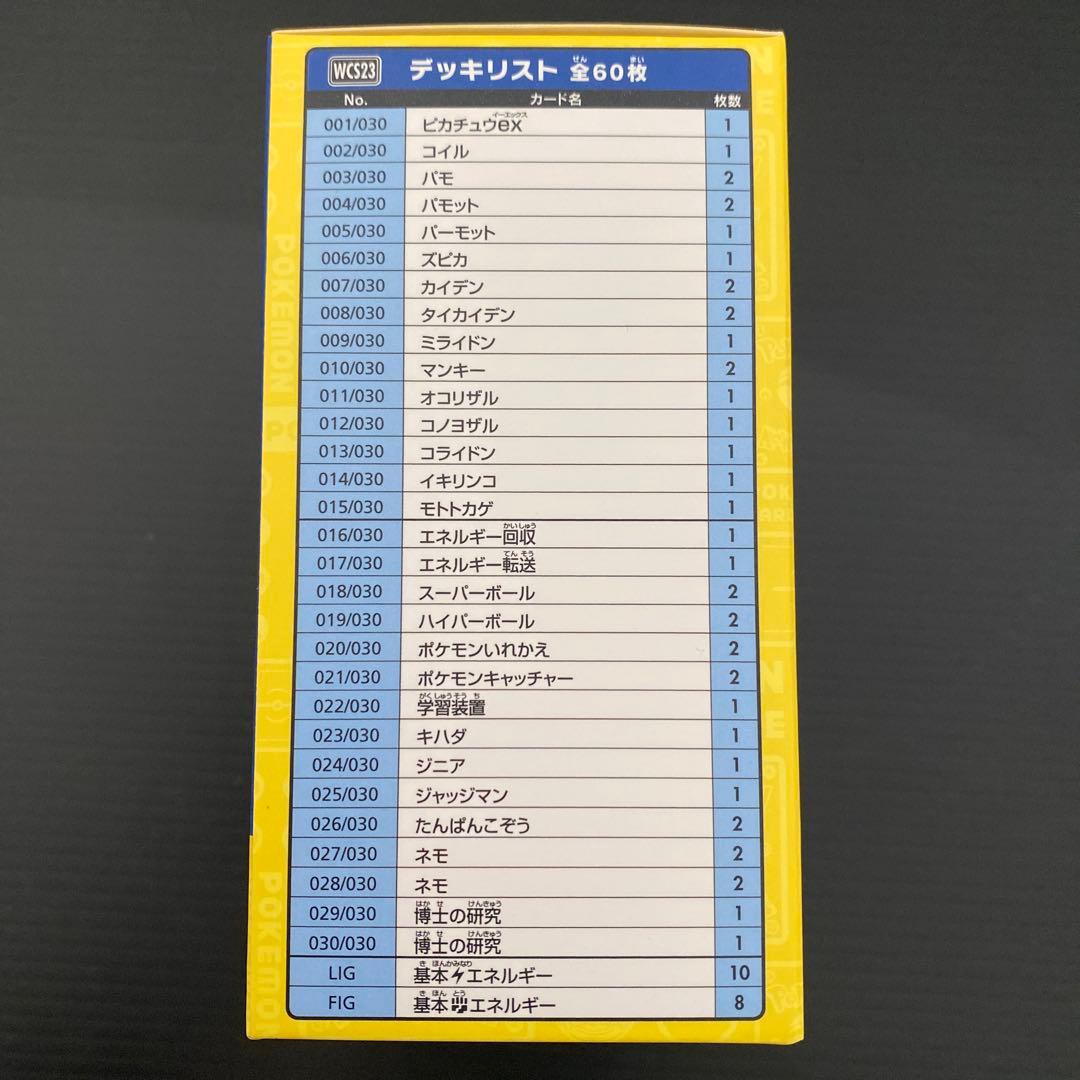 WCS23 デッキリスト 全60枚
No. カード名 枚数
001/030 ピカチュウex 1
002/030 コイル 1
003/030 パモ 2
004/030 パモット 2
005/030 パーモット 1
006/030 ズピカ 1
007/030 カイデン 2
008/030 タイカイデン 2
009/030 ミライドン 1
010/030 マンキー 2
011/030 オコリザル 1
012/030 コノヨザル 1
013/030 コライドン 1
014/030 イキリンコ 1
015/030 モトトカゲ 1
016/030 エネルギー回収 1
017/030 エネルギー転送 1
018/030 スーパーボール 2
019/030 ハイパーボール 2
020/030 ポケモンいれかえ 2
021/030 ポケモンキャッチャー 2
022/030 学習装置 1
023/030 キハダ 1
024/030 ジニア 1
025/030 ジャッジマン 1
026/030 たんぱんこぞう 2
027/030 ネモ 2
028/030 ネモ 2
029/030 博士の研究 1
030/030 博士の研究 1
LIG 基本エネルギー 10
FIG 基本エネルギー 8
POKEMON
POKEMON